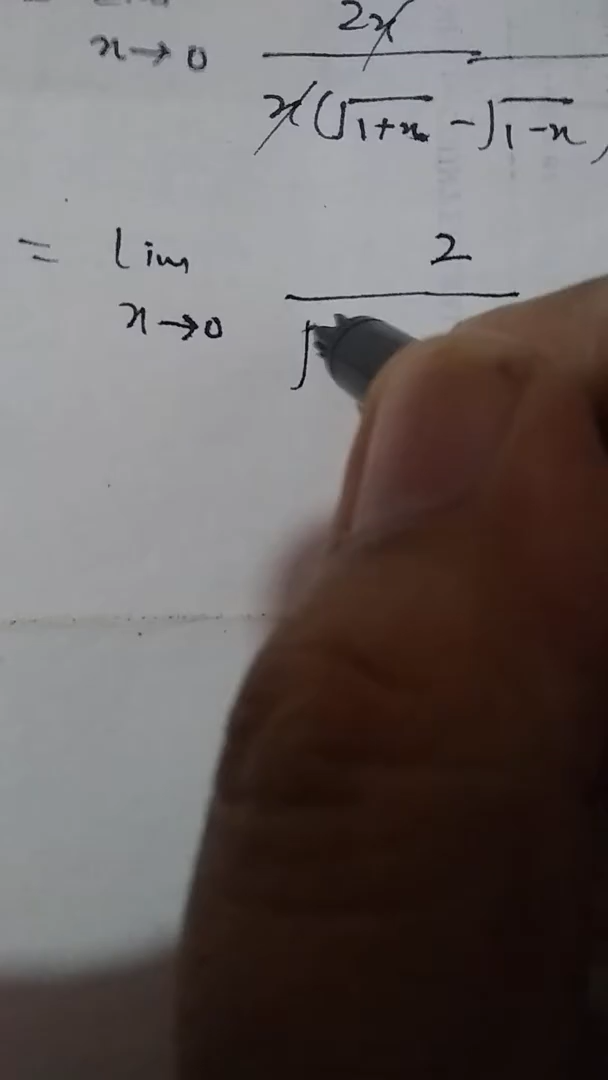 2x
x→0
x(√1+x - √1-x)
= Lim 2
x→0 √